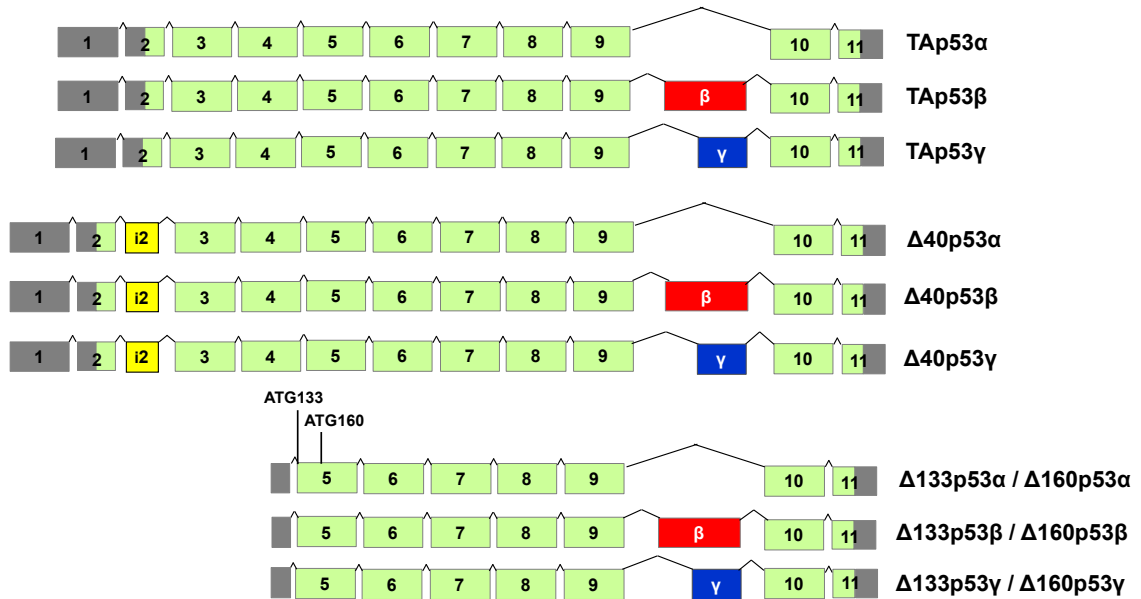 1 2 3 4 5 6 7 8 9 10 11 TAp53α
1 2 3 4 5 6 7 8 9 β 10 11 TAp53β
1 2 3 4 5 6 7 8 9 γ 10 11 TAp53γ
1 2 i2 3 4 5 6 7 8 9 10 11 Δ40p53α
1 2 i2 3 4 5 6 7 8 9 β 10 11 Δ40p53β
1 2 i2 3 4 5 6 7 8 9 γ 10 11 Δ40p53γ
ATG133
ATG160
5 6 7 8 9 10 11 Δ133p53α / Δ160p53α
5 6 7 8 9 β 10 11 Δ133p53β / Δ160p53β
5 6 7 8 9 γ 10 11 Δ133p53γ / Δ160p53γ